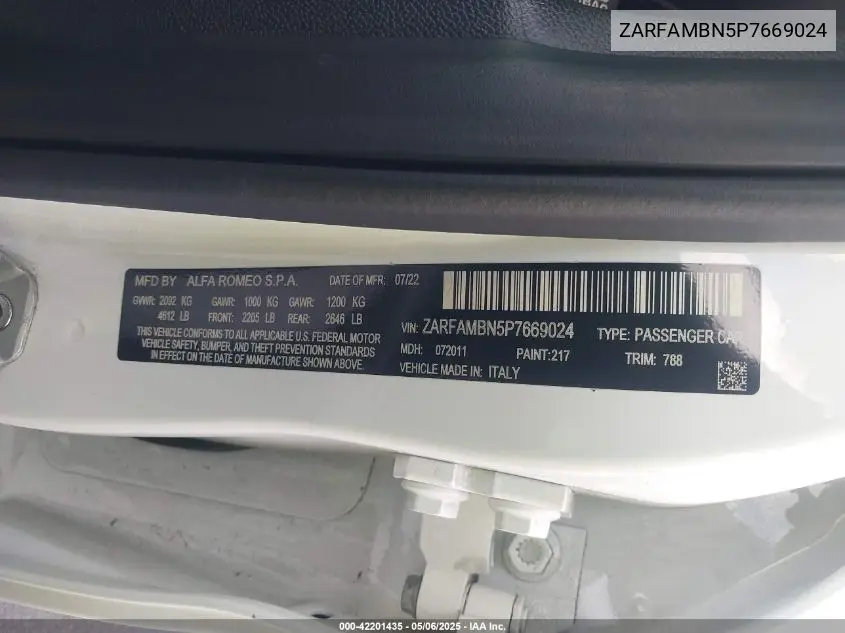 ZARFAMBN5P7669024
MFD BY ALFA ROMEO S.P.A. DATE OF MFR: 07/22
GVWR: 2092 KG GAWR: 1000 KG GAWR: 1200 KG
4612 LB FRONT: 2205 LB REAR: 2646 LB
THIS VEHICLE CONFORMS TO ALL APPLICABLE U.S. FEDERAL MOTOR
VEHICLE SAFETY, BUMPER, AND THEFT PREVENTION STANDARDS
IN EFFECT ON THE DATE OF MANUFACTURE SHOWN ABOVE.
VIN: ZARFAMBN5P7669024 TYPE: PASSENGER CAR
MDH: 072011 PAINT:217 TRIM: 768
VEHICLE MADE IN: ITALY
000-42201435 - 05/06/2025 - © IAA Inc.